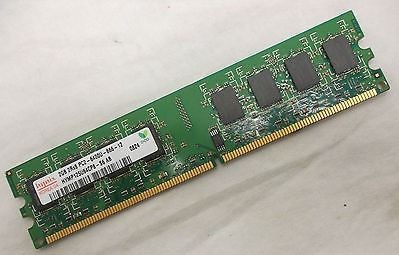 hynix
2GB 2Rx8 PC2-6400U-666-12
HYMP125U64CP8-S6 AB
0824